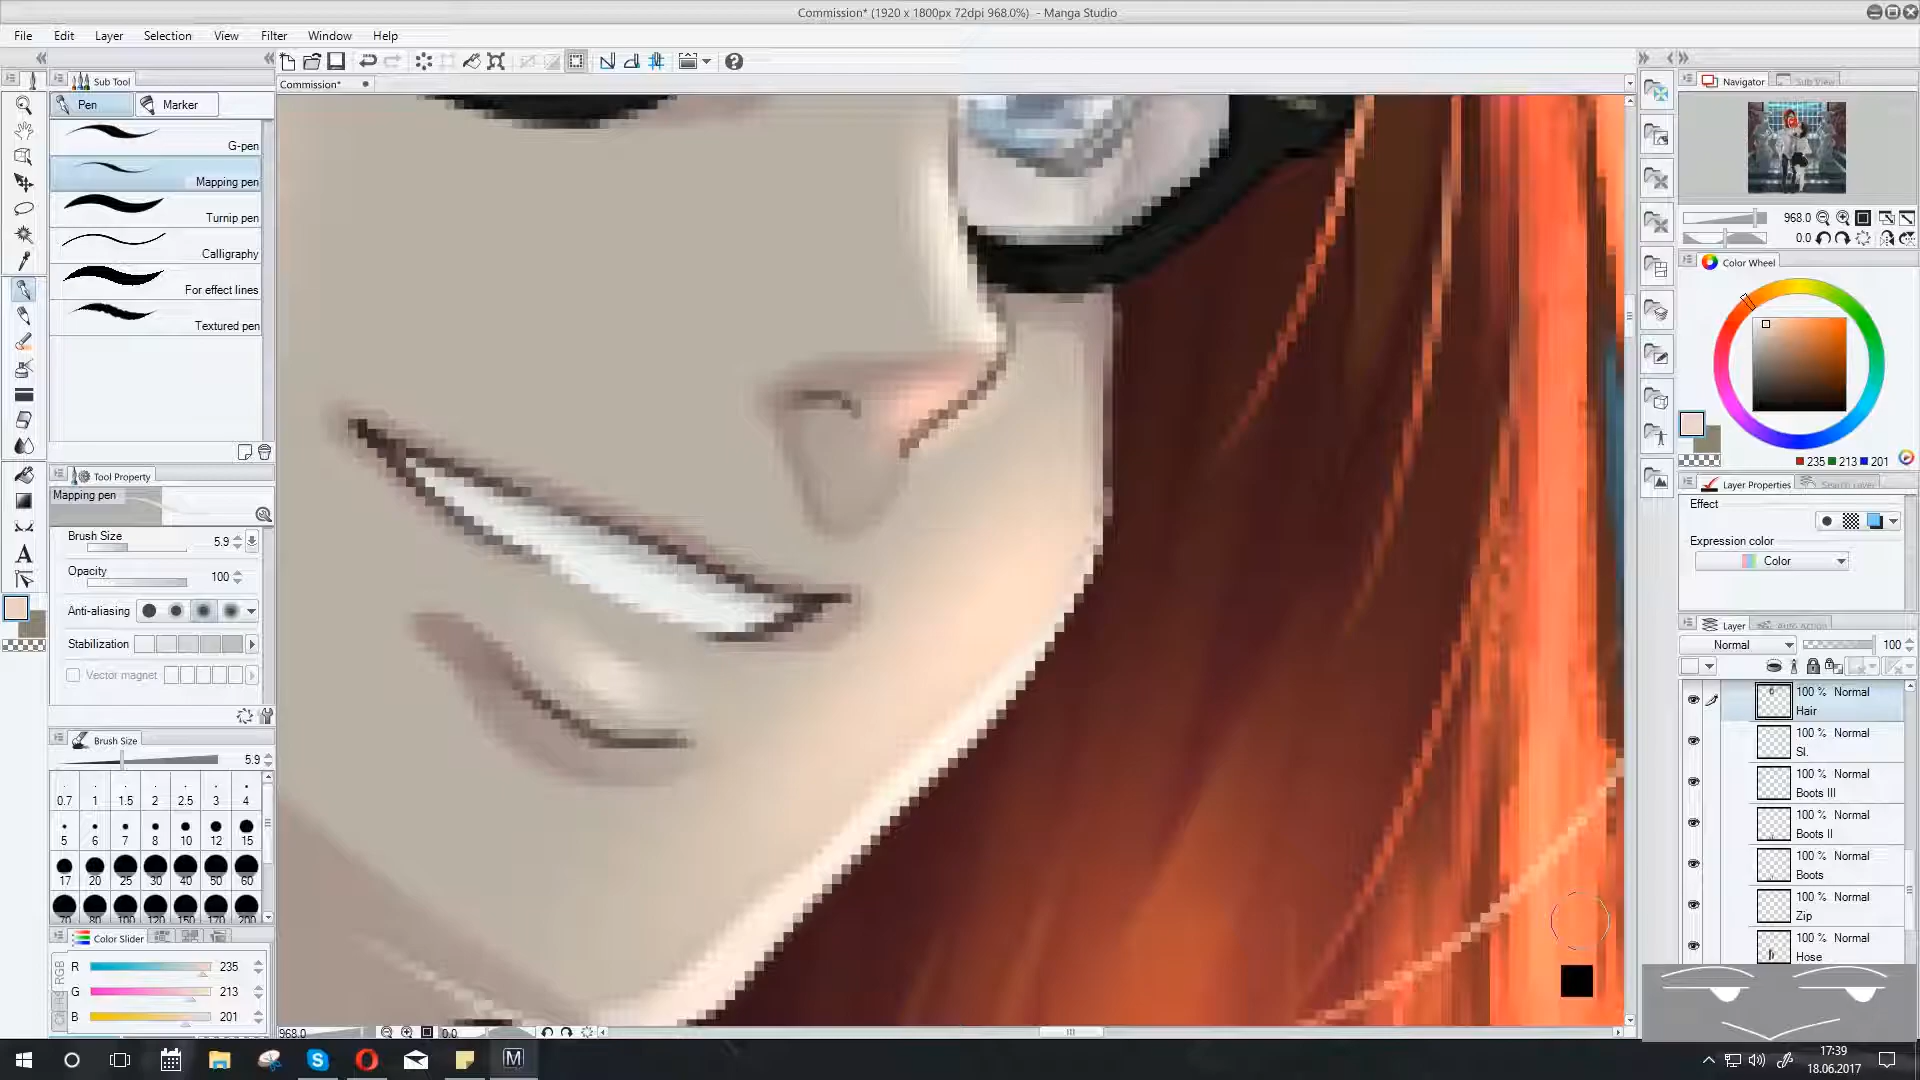 Commission* (1920 x 1800px 72dpi 968.0%) - Manga Studio
File Edit Layer Selection View Filter Window Help
Sub Tool
Commission*
Navigator Sub View
Pen Marker
G-pen
Mapping pen
Turnip pen
Calligraphy
For effect lines
Textured pen
968.0
0.0
Color Wheel
235 213 201
Tool Property
Mapping pen
Brush Size 5.9
Opacity 100
Anti-aliasing
Stabilization
Vector magnet
Layer Properties Search Layer
Effect
Expression color
Color
Layer Auto Action
Normal 100
100 % Normal
Hair
100 % Normal
Sl.
100 % Normal
Boots III
100 % Normal
Boots II
100 % Normal
Boots
100 % Normal
Zip
100 % Normal
Hose
Brush Size
5.9
0.7 1 1.5 2 2.5 3 4
5 6 7 8 10 12 15
17 20 25 30 40 50 60
70 80 100 120 150 170 200
Color Slider
RGB
R 235
G 213
B 201
968.0 0.0
17:39
18.06.2017